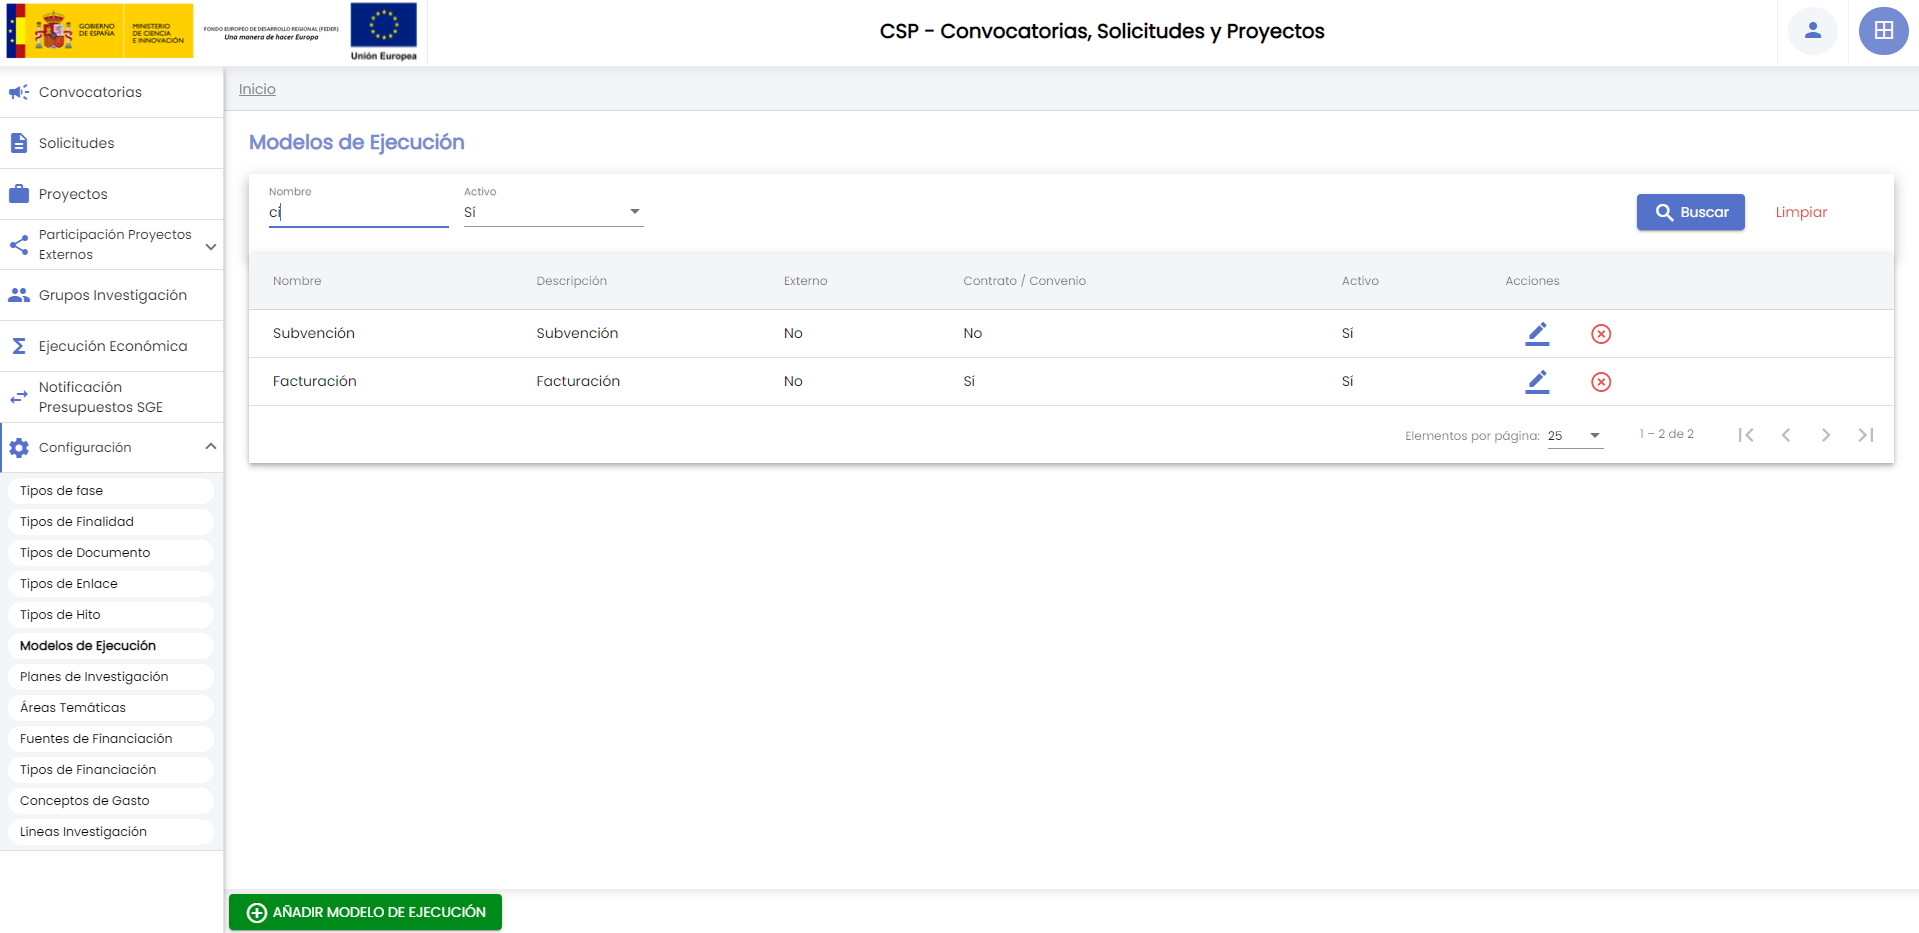 GOBIERNO
DE ESPAÑA
MINISTERIO
DE CIENCIA
E INNOVACIÓN
FONDO EUROPEO DE DESARROLLO REGIONAL (FEDER)
Una manera de hacer Europa
Unión Europea
CSP - Convocatorias, Solicitudes y Proyectos
Convocatorias
Solicitudes
Proyectos
Participación Proyectos
Externos
Grupos Investigación
Ejecución Económica
Notificación
Presupuestos SGE
Configuración
Tipos de fase
Tipos de Finalidad
Tipos de Documento
Tipos de Enlace
Tipos de Hito
Modelos de Ejecución
Planes de Investigación
Áreas Temáticas
Fuentes de Financiación
Tipos de Financiación
Conceptos de Gasto
Líneas Investigación
Inicio
Modelos de Ejecución
Nombre Activo
ci Sí Buscar Limpiar
Nombre Descripción Externo Contrato / Convenio Activo Acciones
Subvención Subvención No No Sí
Facturación Facturación No Sí Sí
Elementos por página: 25 1 – 2 de 2
AÑADIR MODELO DE EJECUCIÓN